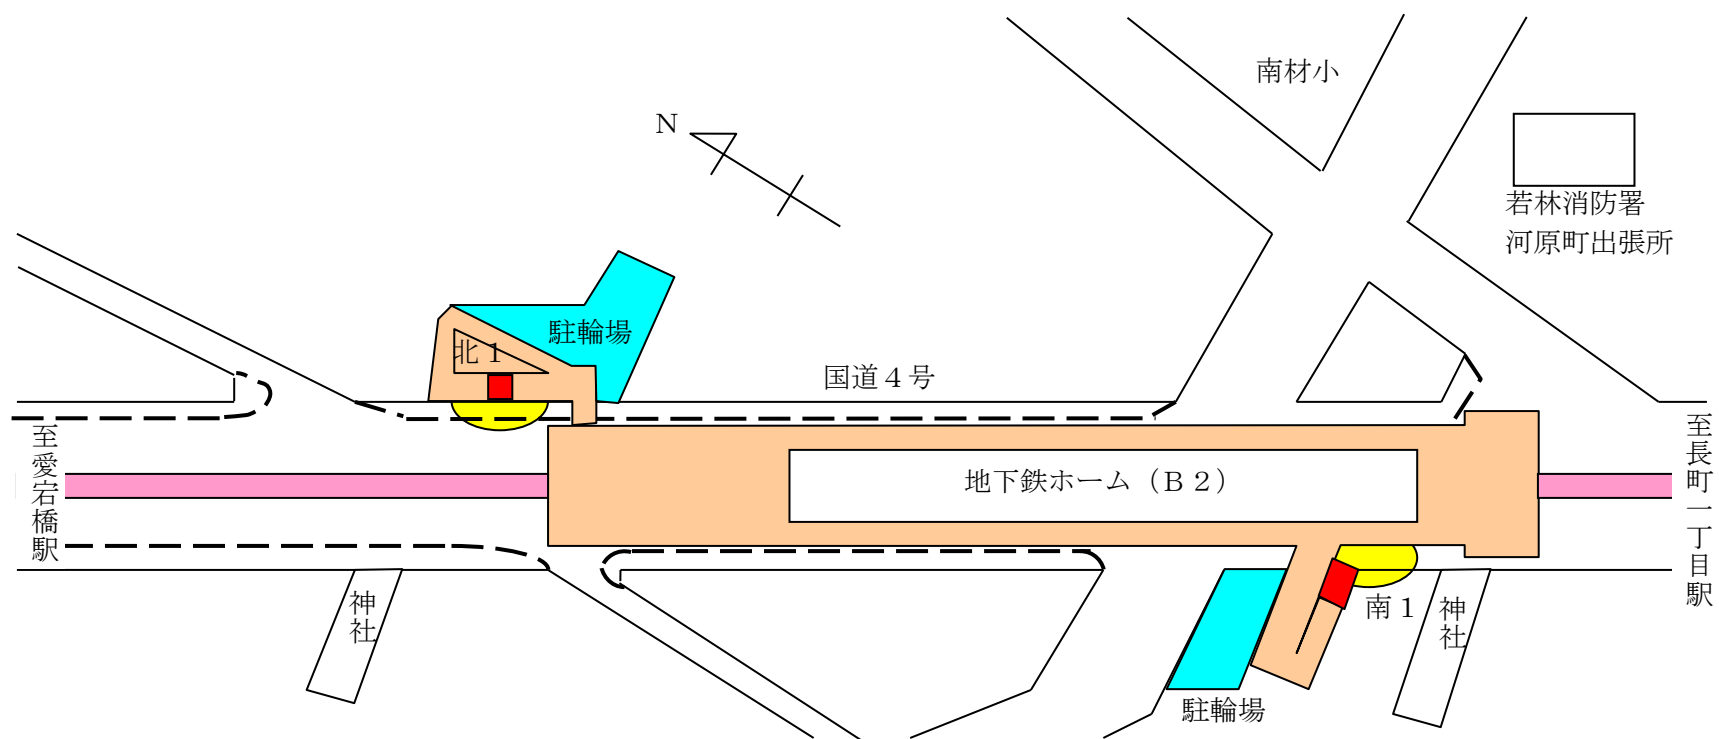 南材小
N
若林消防署
河原町出張所
駐輪場
北１
国道４号
至愛宕橋駅
地下鉄ホーム（Ｂ２）
至長町一丁目駅
神社
南１
神社
駐輪場